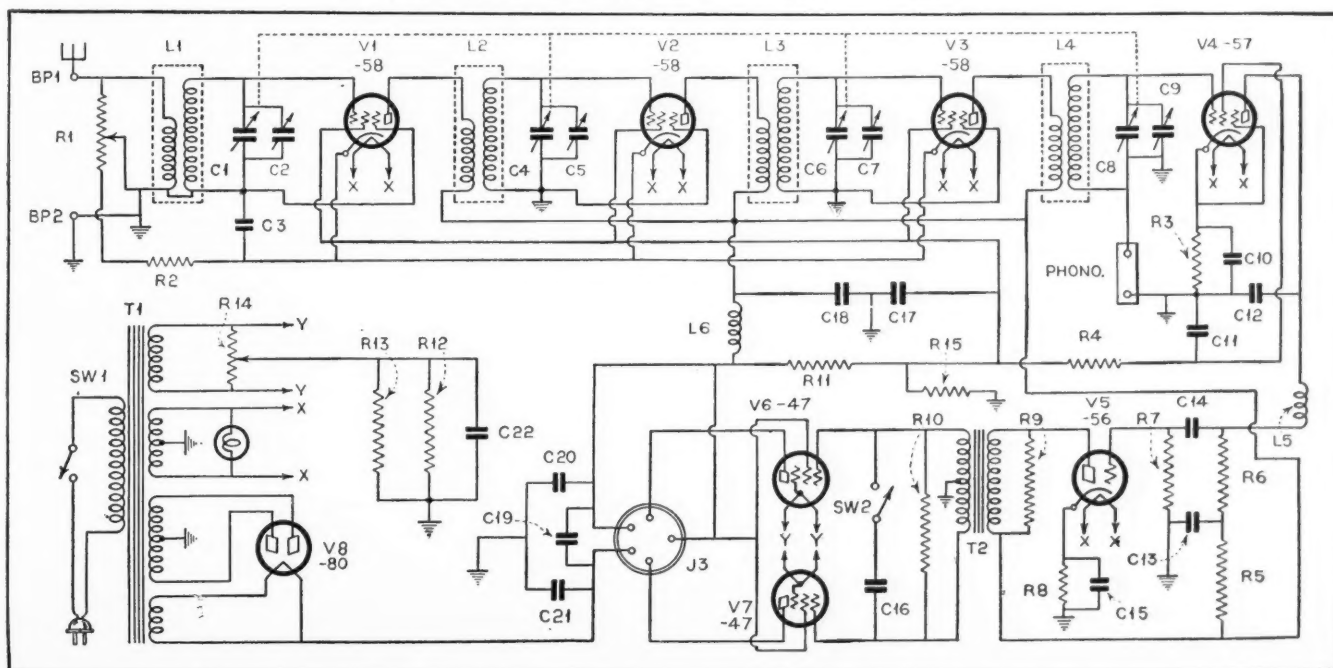 L1
V1
-58
L2
V2
-58
L3
V3
-58
L4
V4 -57
BP1
R1
C1
C2
C4
C5
C6
C7
C8
C9
X X
X X
X X
X X
BP2
C3
R2
R3
C10
PHONO.
C12
C11
C18
C17
L6
T1
R14
Y
Y
X
X
SW1
R13
R12
C22
R11
R15
R4
V6 -47
R10
R9
V5
-56
R7
C14
L5
R6
C20
C19
C21
J3
Y Y
SW2
T2
X X
C13
R5
V8
-80
V7
-47
C16
R8
C15